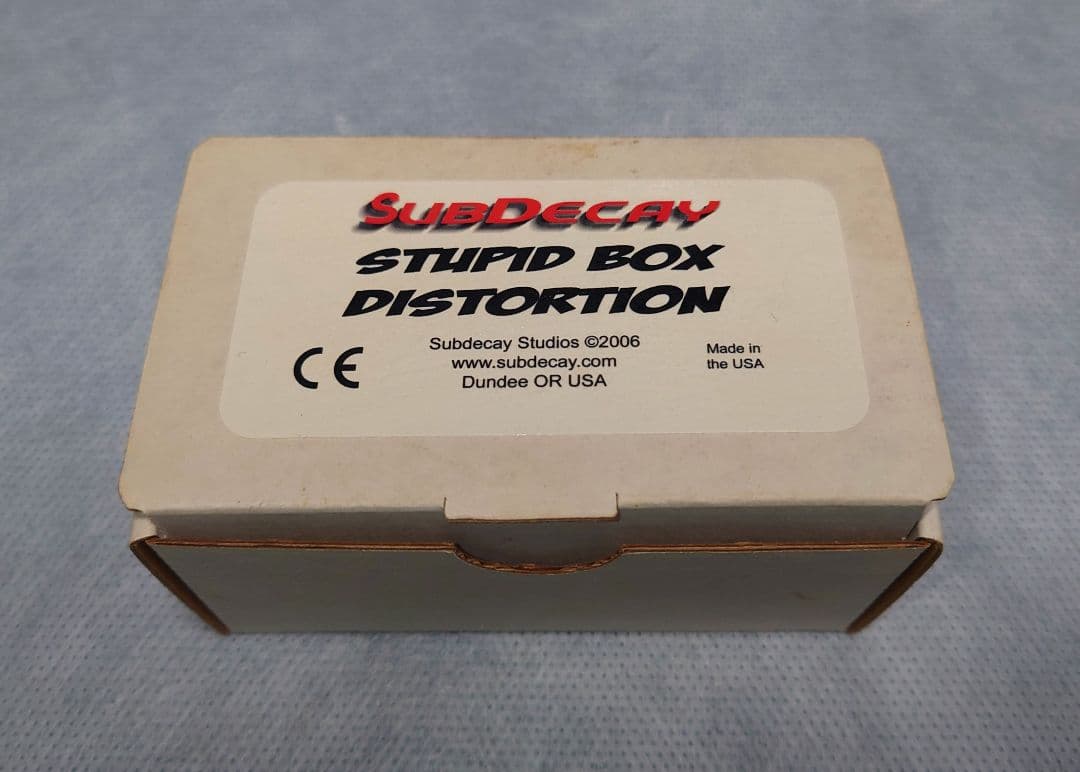 SUBDECAY
STUPID BOX
DISTORTION
Subdecay Studios ©2006
www.subdecay.com
Dundee OR USA
CE
Made in
the USA